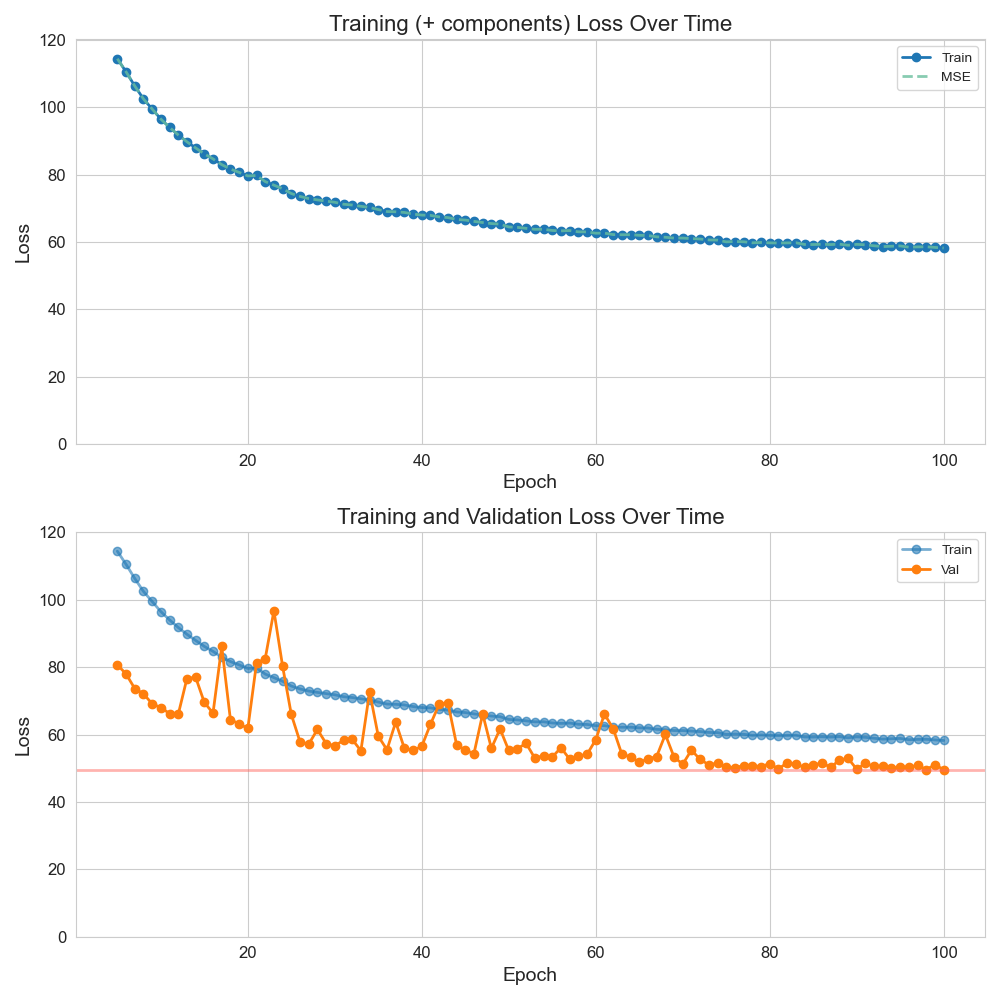 Training (+ components) Loss Over Time
Train
MSE
Loss
120
100
80
60
40
20
0
20 40 60 80 100
Epoch
Training and Validation Loss Over Time
Train
Val
Loss
120
100
80
60
40
20
0
20 40 60 80 100
Epoch